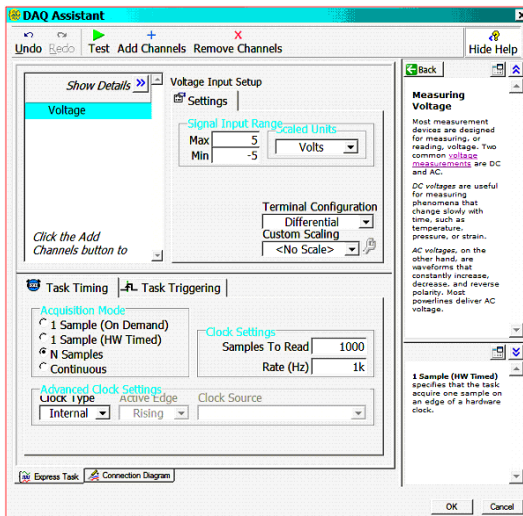 DAQ Assistant
Undo Redo Test Add Channels Remove Channels
Hide Help
Show Details
Voltage
Click the Add
Channels button to
Voltage Input Setup
Settings
Signal Input Range
Max 5
Min -5
Scaled Units
Volts
Terminal Configuration
Differential
Custom Scaling
<No Scale>
Task Timing Task Triggering
Acquisition Mode
1 Sample (On Demand)
1 Sample (HW Timed)
N Samples
Continuous
Clock Settings
Samples To Read 1000
Rate (Hz) 1k
Advanced Clock Settings
Clock Type Active Edge Clock Source
Internal Rising
Express Task Connection Diagram
Back
Measuring
Voltage
Most measurement
devices are designed
for measuring, or
reading, voltage. Two
common voltage
measurements are DC
and AC.
DC voltages are useful
for measuring
phenomena that
change slowly with
time, such as
temperature,
pressure, or strain.
AC voltages, on the
other hand, are
waveforms that
constantly increase,
decrease, and reverse
polarity. Most
powerlines deliver AC
voltage.
1 Sample (HW Timed)
specifies that the task
acquire one sample on
an edge of a hardware
clock.
OK Cancel